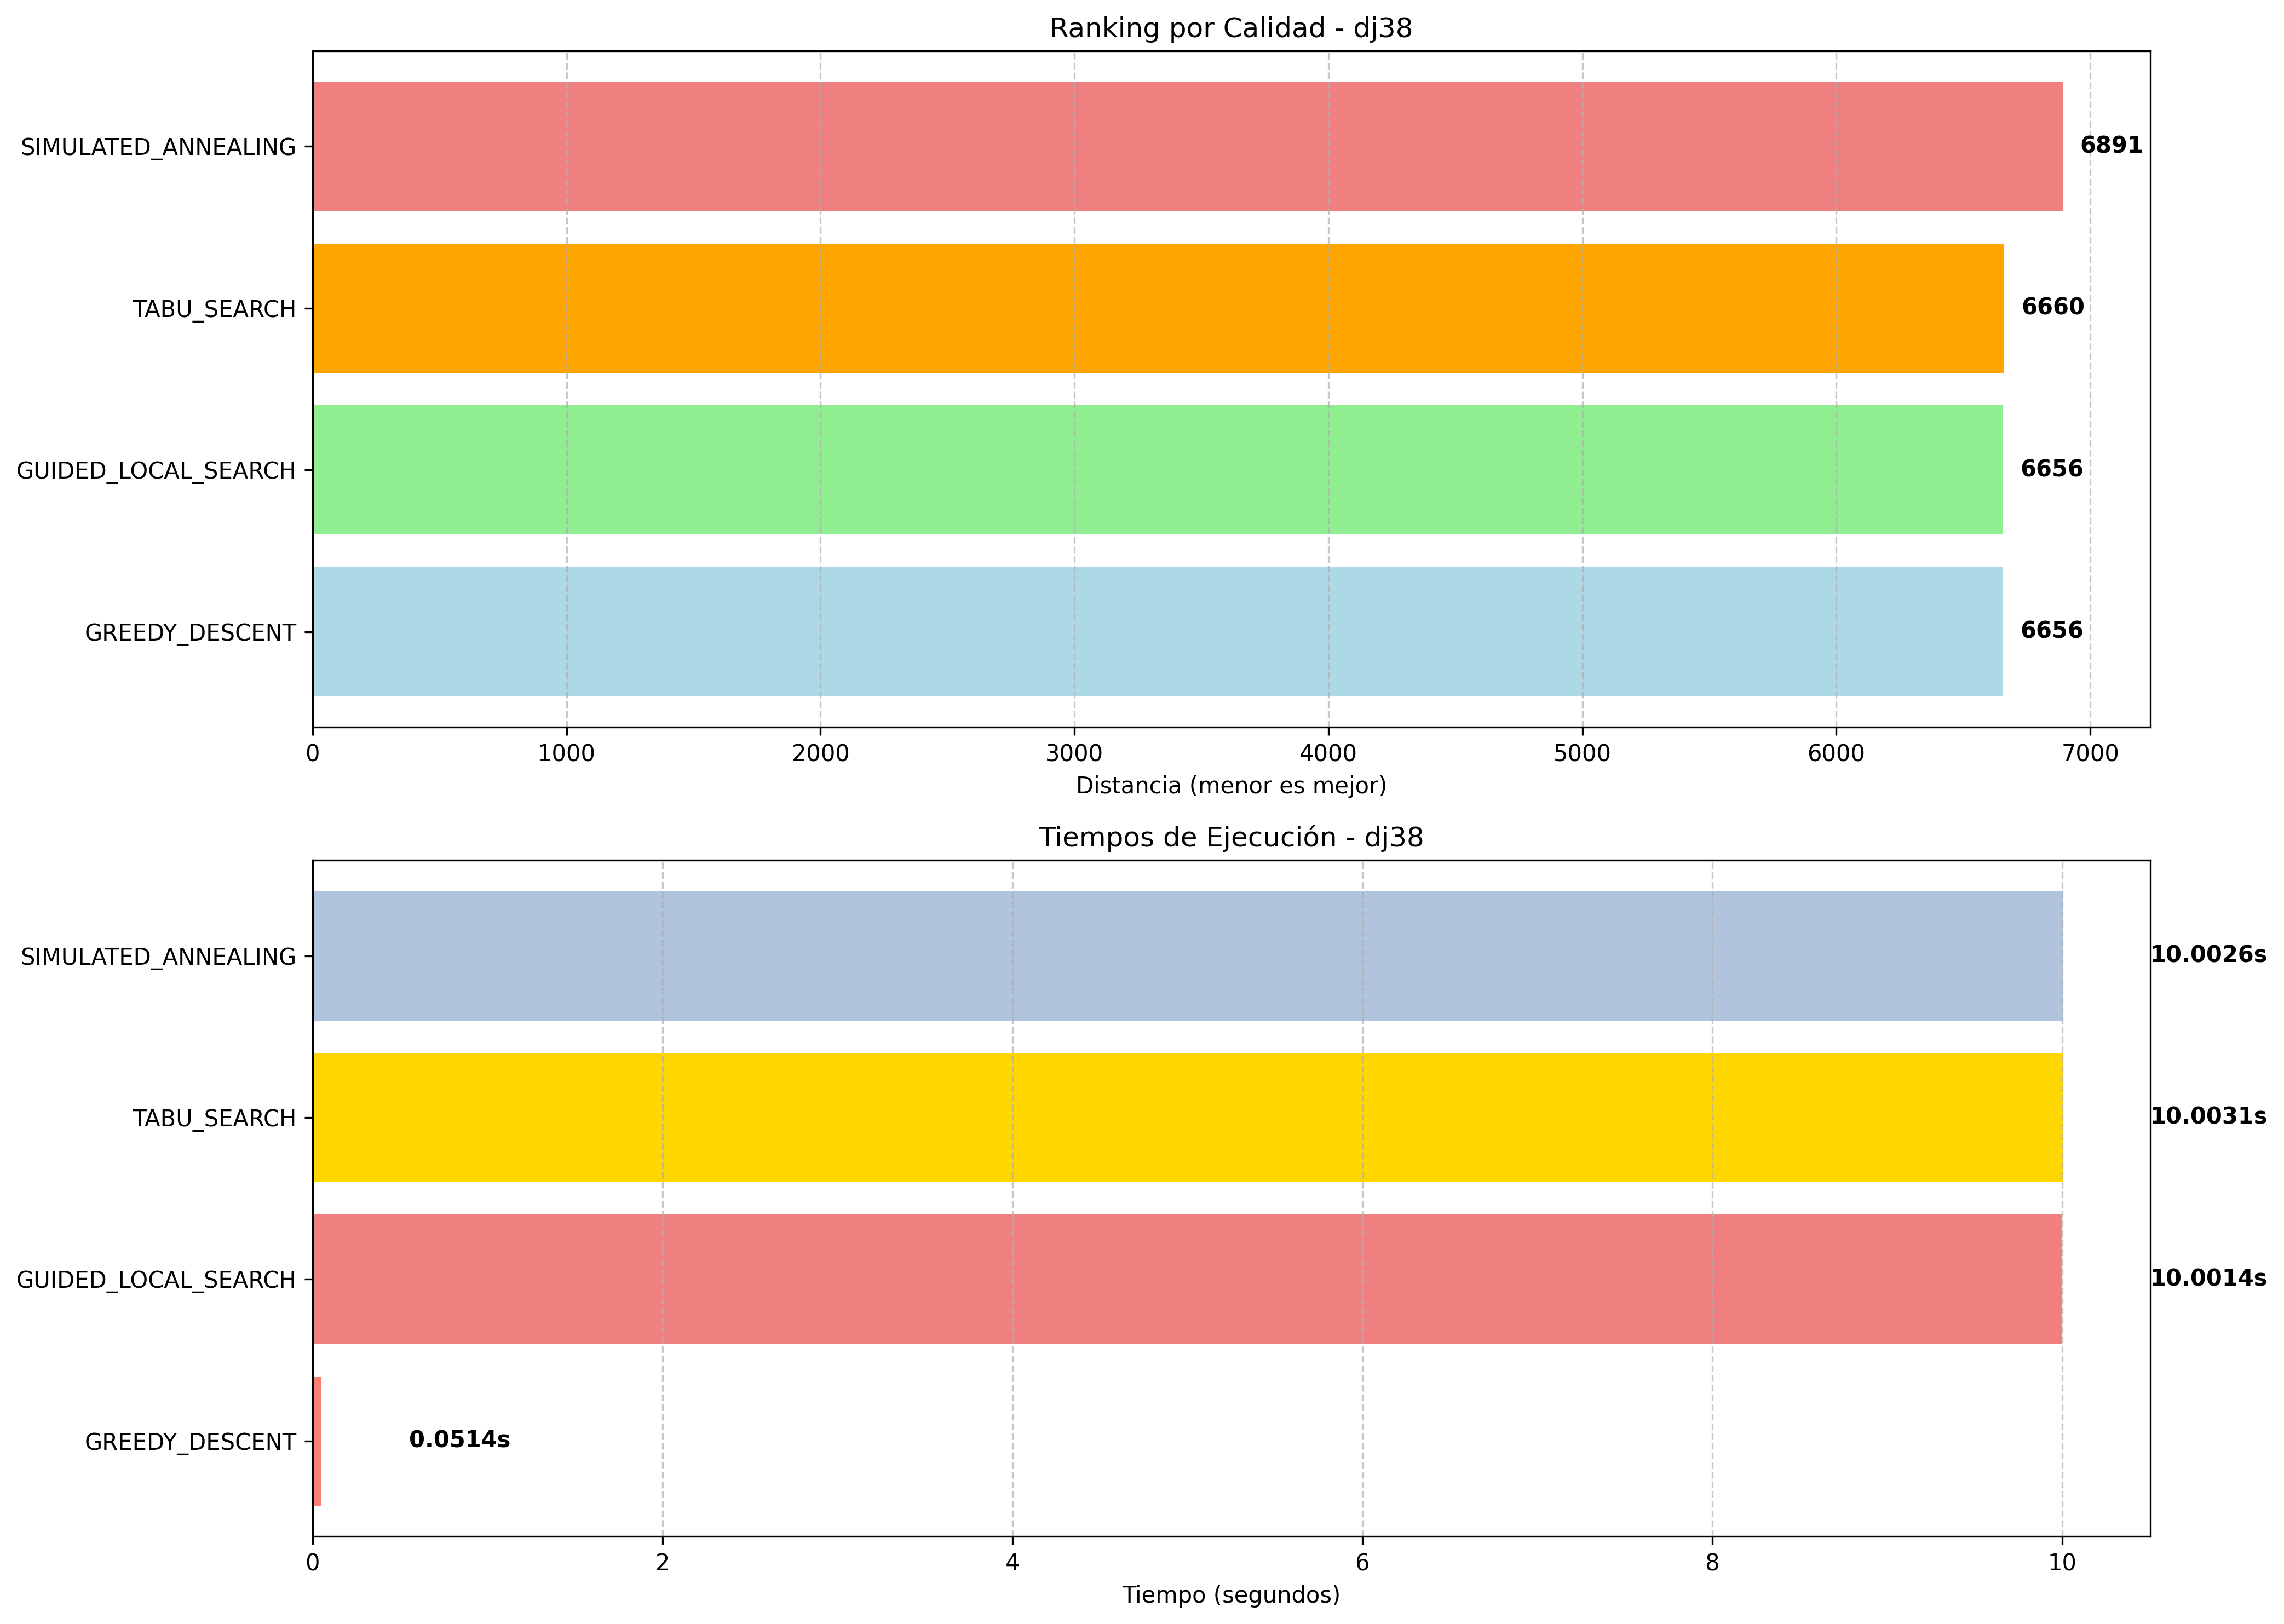 Ranking por Calidad - dj38
SIMULATED_ANNEALING
6891
TABU_SEARCH
6660
GUIDED_LOCAL_SEARCH
6656
GREEDY_DESCENT
6656
0 1000 2000 3000 4000 5000 6000 7000
Distancia (menor es mejor)
Tiempos de Ejecución - dj38
SIMULATED_ANNEALING
10.0026s
TABU_SEARCH
10.0031s
GUIDED_LOCAL_SEARCH
10.0014s
GREEDY_DESCENT
0.0514s
0 2 4 6 8 10
Tiempo (segundos)